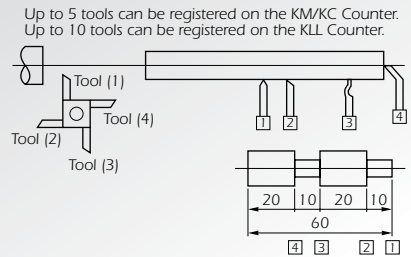 Up to 5 tools can be registered on the KM/KC Counter.
Up to 10 tools can be registered on the KLL Counter.
Tool (1)
Tool (4)
Tool (2)
Tool (3)
1 2 3 4
20 10 20 10
60
4 3 2 1